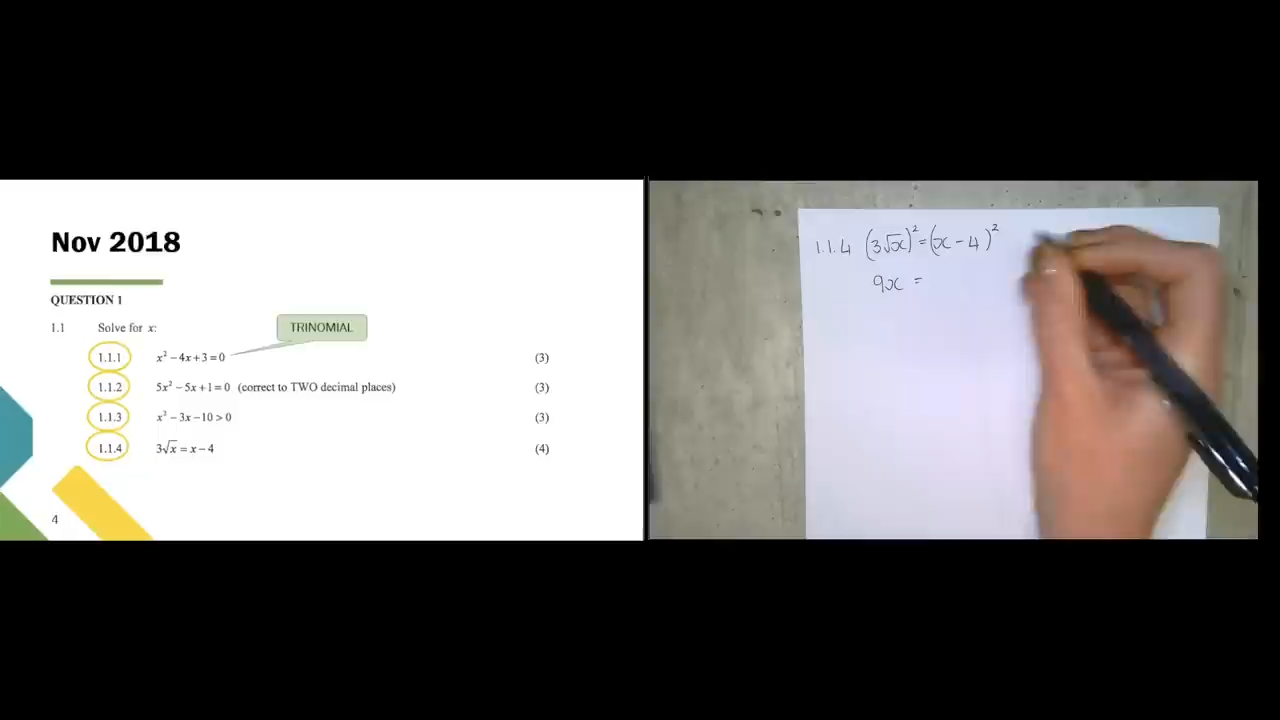 Nov 2018
QUESTION 1
1.1 Solve for x:
TRINOMIAL
1.1.1 x² – 4x + 3 = 0 (3)
1.1.2 5x² – 5x + 1 = 0 (correct to TWO decimal places) (3)
1.1.3 x² – 3x – 10 > 0 (3)
1.1.4 3√x = x – 4 (4)
4
1.1.4 (3√x)² = (x – 4)²
9x =